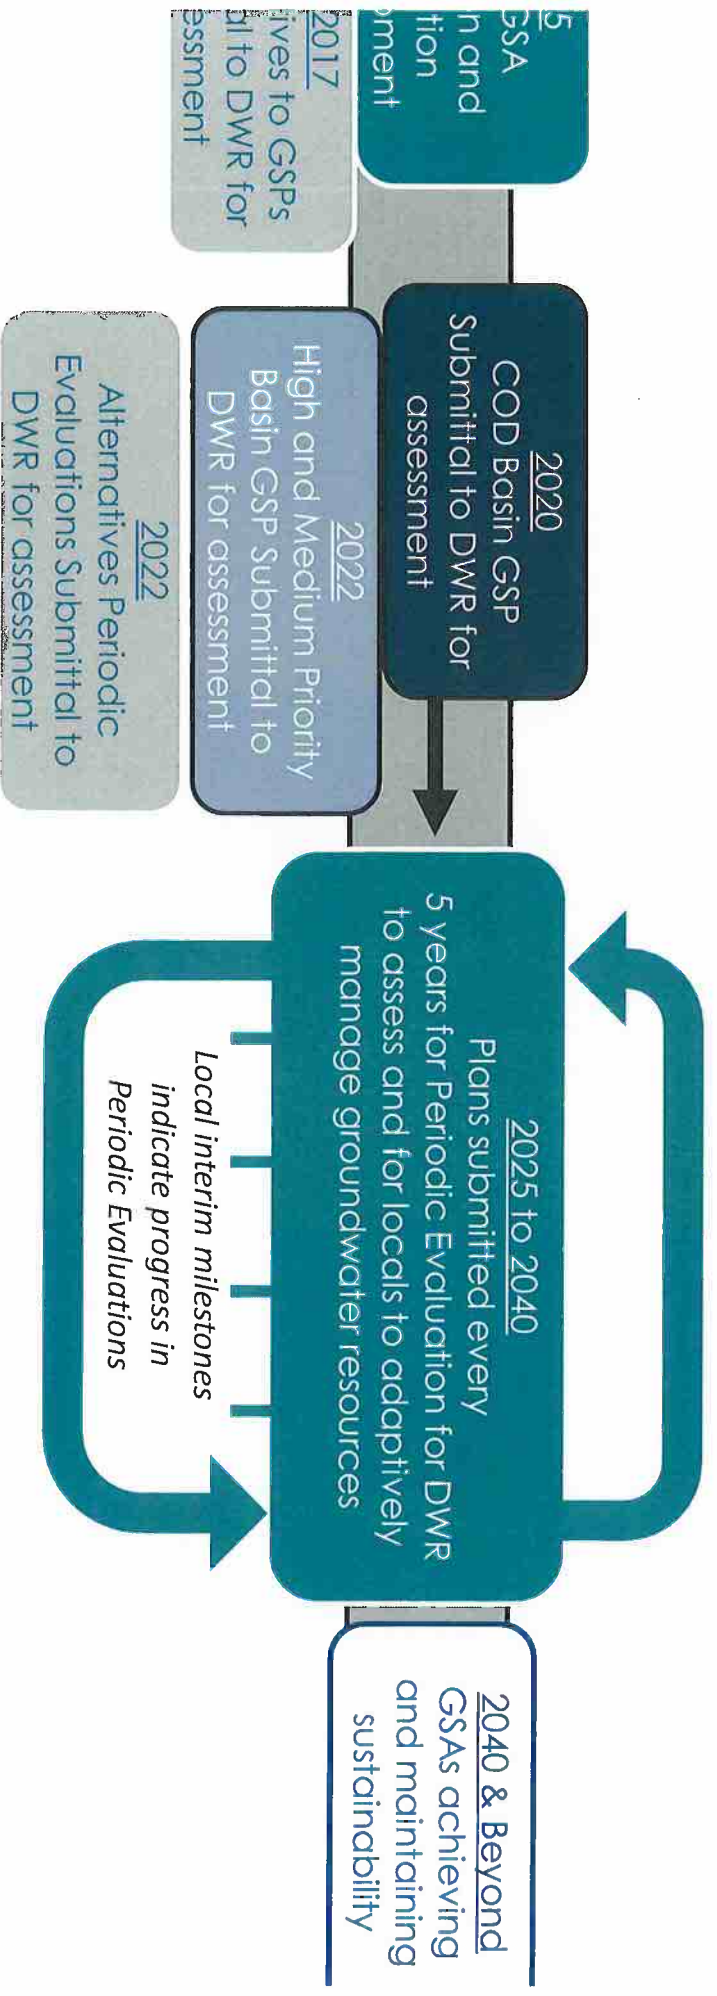 5
GSA
n and
tion
ment
2017
ives to GSPs
al to DWR for
essment
2020
COD Basin GSP
Submittal to DWR for
assessment
2022
High and Medium Priority
Basin GSP Submittal to
DWR for assessment
2022
Alternatives Periodic
Evaluations Submittal to
DWR for assessment
2025 to 2040
Plans submitted every
5 years for Periodic Evaluation for DWR
to assess and for locals to adaptively
manage groundwater resources
Local interim milestones
indicate progress in
Periodic Evaluations
2040 & Beyond
GSAs achieving
and maintaining
sustainability